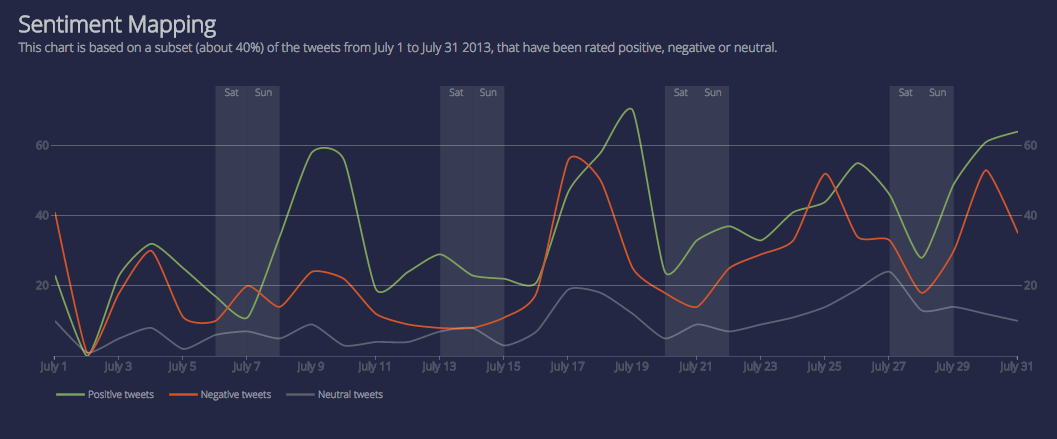 Sentiment Mapping
This chart is based on a subset (about 40%) of the tweets from July 1 to July 31 2013, that have been rated positive, negative or neutral.
Sat Sun Sat Sun Sat Sun Sat Sun
60 60
40 40
20 20
July 1 July 3 July 5 July 7 July 9 July 11 July 13 July 15 July 17 July 19 July 21 July 23 July 25 July 27 July 29 July 31
Positive tweets Negative tweets Neutral tweets